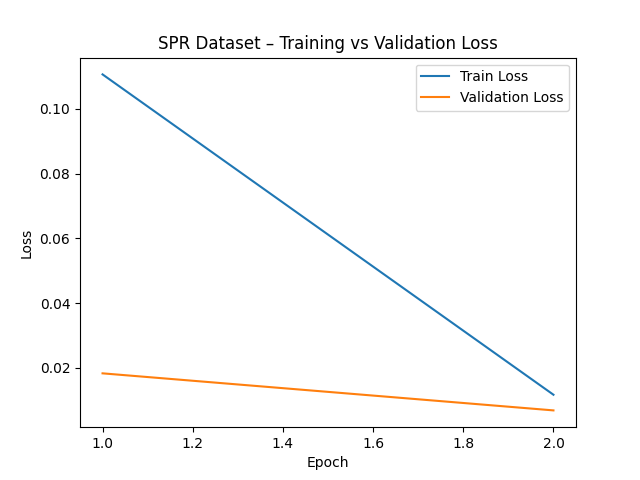 SPR Dataset – Training vs Validation Loss
Train Loss
Validation Loss
Loss
0.10
0.08
0.06
0.04
0.02
1.0 1.2 1.4 1.6 1.8 2.0
Epoch